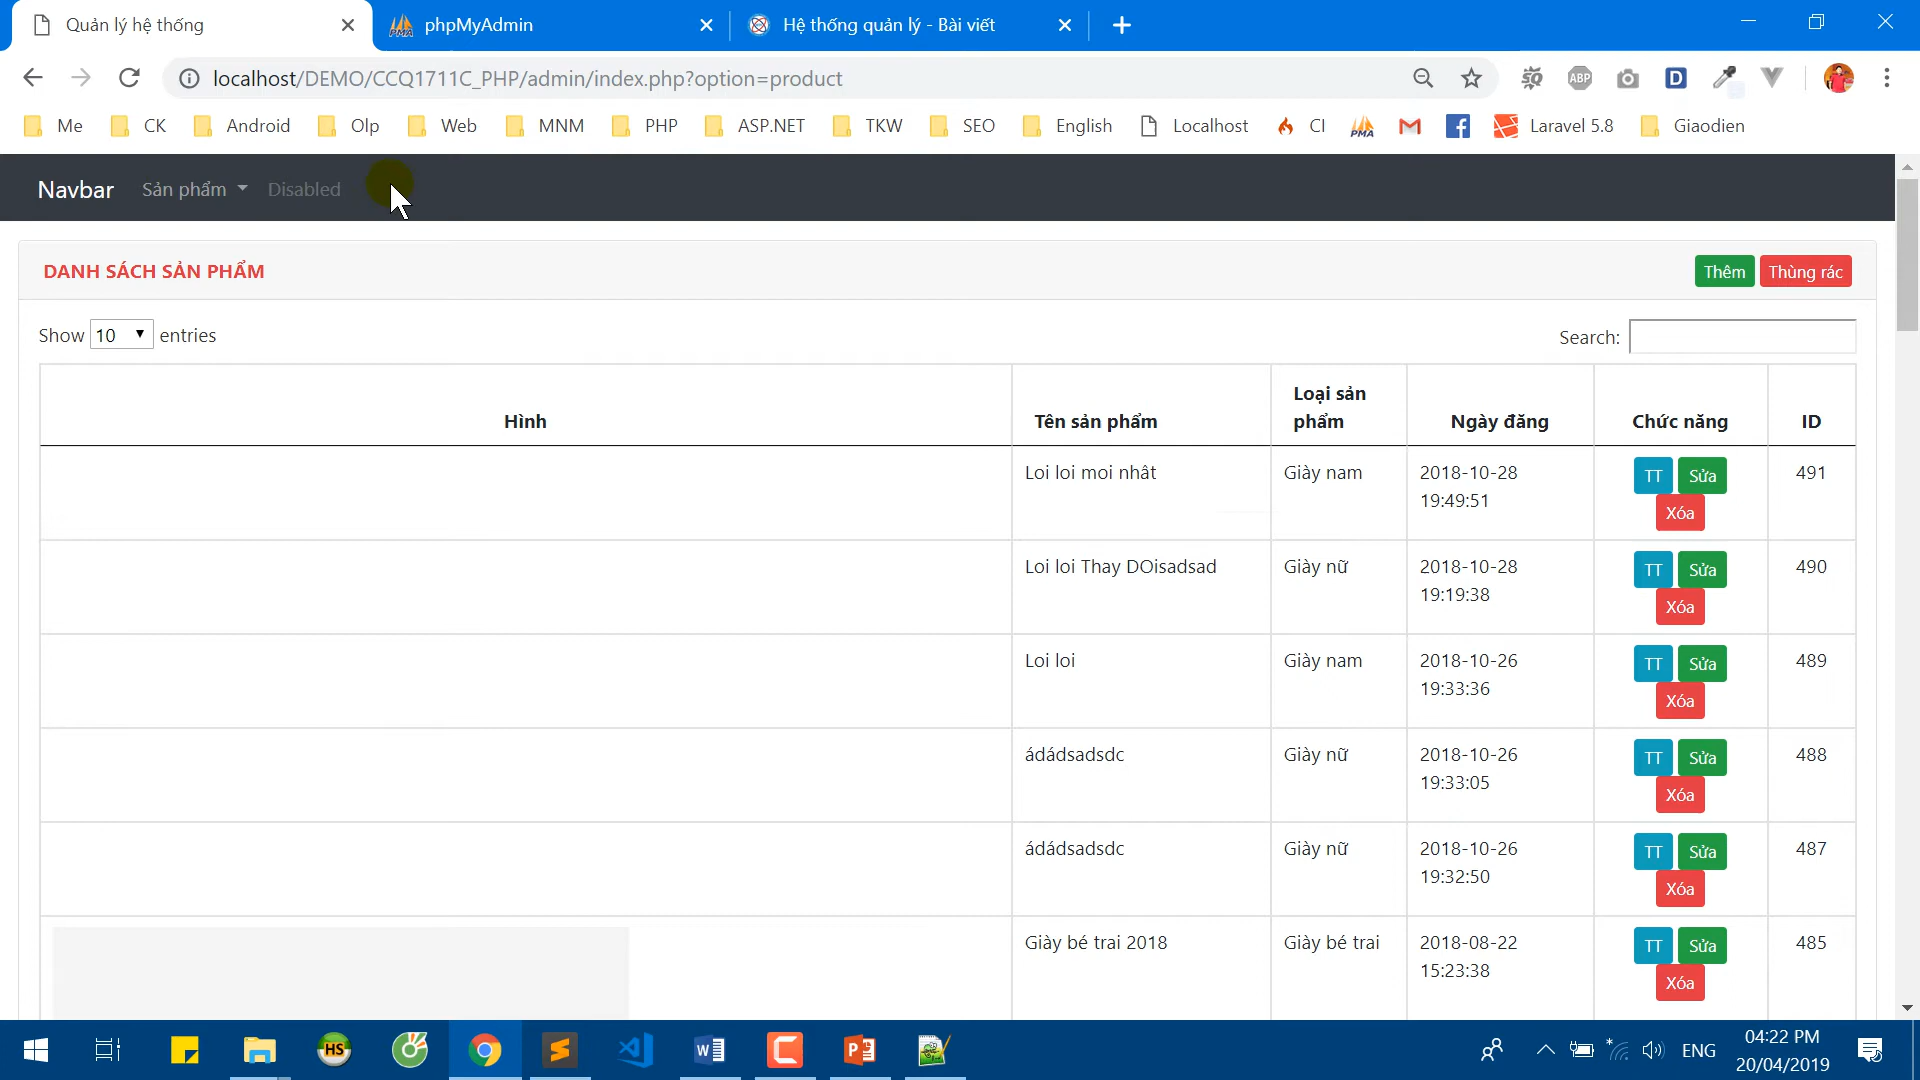 Quản lý hệ thống
phpMyAdmin
Hệ thống quản lý - Bài viết
localhost/DEMO/CCQ1711C_PHP/admin/index.php?option=product
SQ ABP D
Me CK Android Olp Web MNM PHP ASP.NET TKW SEO English Localhost CI PMA Laravel 5.8 Giaodien
Navbar Sản phẩm Disabled
DANH SÁCH SẢN PHẨM
Thêm Thùng rác
Show 10 entries
Search:
Hình Tên sản phẩm Loại sản phẩm Ngày đăng Chức năng ID
Loi loi moi nhât Giày nam 2018-10-28 19:49:51 TT Sửa Xóa 491
Loi loi Thay DOisadsad Giày nữ 2018-10-28 19:19:38 TT Sửa Xóa 490
Loi loi Giày nam 2018-10-26 19:33:36 TT Sửa Xóa 489
ádádsadsdc Giày nữ 2018-10-26 19:33:05 TT Sửa Xóa 488
ádádsadsdc Giày nữ 2018-10-26 19:32:50 TT Sửa Xóa 487
Giày bé trai 2018 Giày bé trai 2018-08-22 15:23:38 TT Sửa Xóa 485
HS
ENG
04:22 PM
20/04/2019